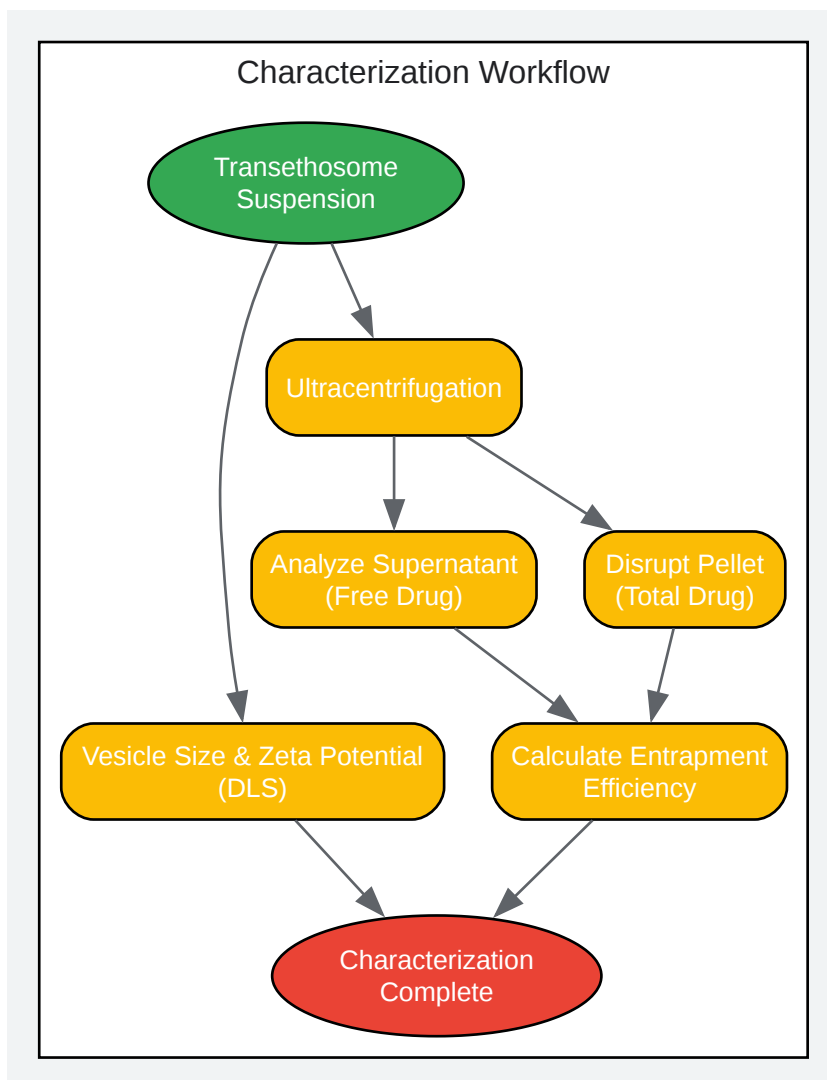 Characterization Workflow
Transethosome
Suspension
Ultracentrifugation
Analyze Supernatant
(Free Drug)
Disrupt Pellet
(Total Drug)
Vesicle Size & Zeta Potential
(DLS)
Calculate Entrapment
Efficiency
Characterization
Complete